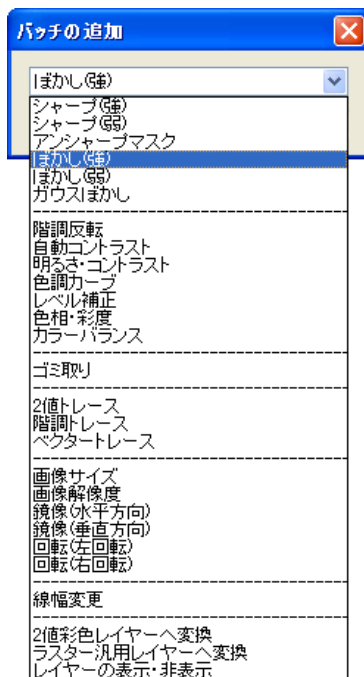 バッチの追加
ぼかし(強)
シャープ(強)
シャープ(弱)
アンシャープマスク
ぼかし(強)
ぼかし(弱)
ガウスぼかし
--------------------------------
階調反転
自動コントラスト
明るさ・コントラスト
色調カーブ
レベル補正
色相・彩度
カラーバランス
--------------------------------
ゴミ取り
--------------------------------
2値トレース
階調トレース
ベクタートレース
--------------------------------
画像サイズ
画像解像度
鏡像(水平方向)
鏡像(垂直方向)
回転(左回転)
回転(右回転)
--------------------------------
線幅変更
--------------------------------
2値彩色レイヤーへ変換
ラスター汎用レイヤーへ変換
レイヤーの表示・非表示